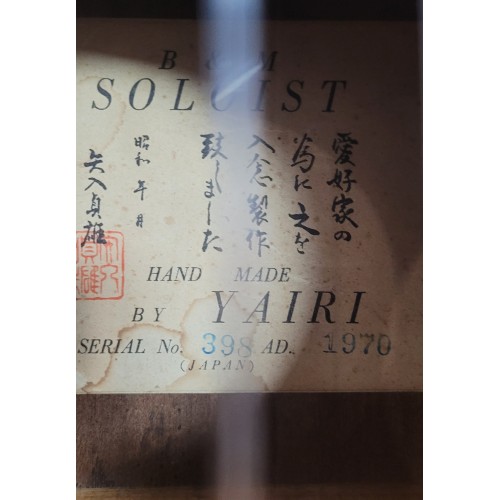 B & M
SOLOIST
愛好家の
為に之を
入念製作
致しました
昭和 年 月
矢入貞雄
HAND MADE
BY YAIRI
SERIAL No. 398 AD. 1970
(JAPAN)